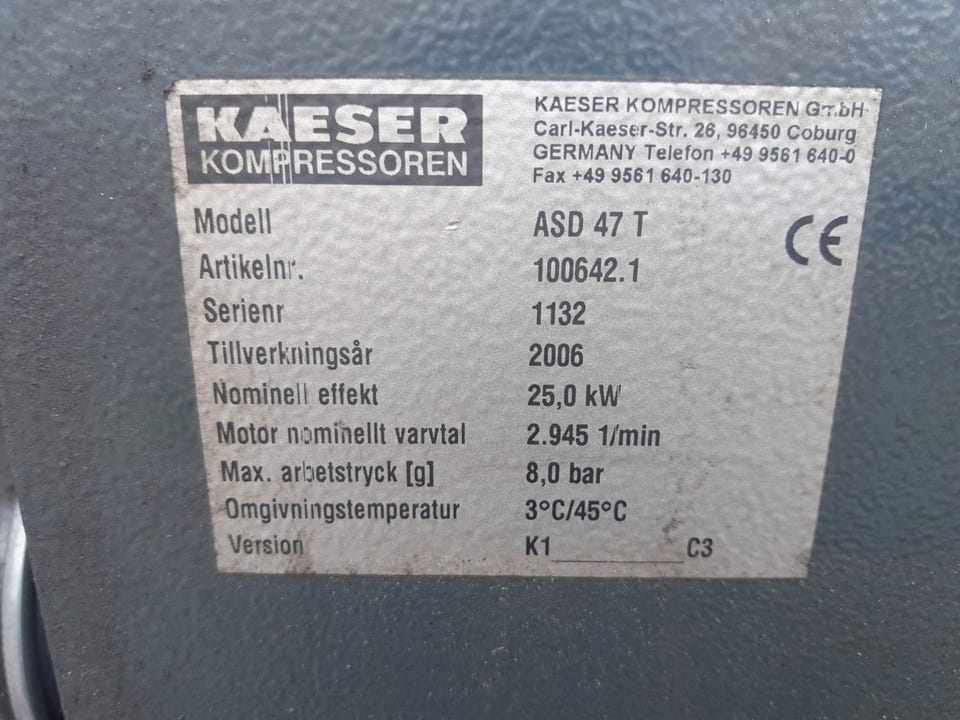 KAESER
KOMPRESSOREN
KAESER KOMPRESSOREN GmbH
Carl-Kaeser-Str. 26, 96450 Coburg
GERMANY Telefon +49 9561 640-0
Fax +49 9561 640-130
CE
Modell ASD 47 T
Artikelnr. 100642.1
Serienr 1132
Tillverkningsår 2006
Nominell effekt 25,0 kW
Motor nominellt varvtal 2.945 1/min
Max. arbetstryck [g] 8,0 bar
Omgivningstemperatur 3°C/45°C
Version K1________C3